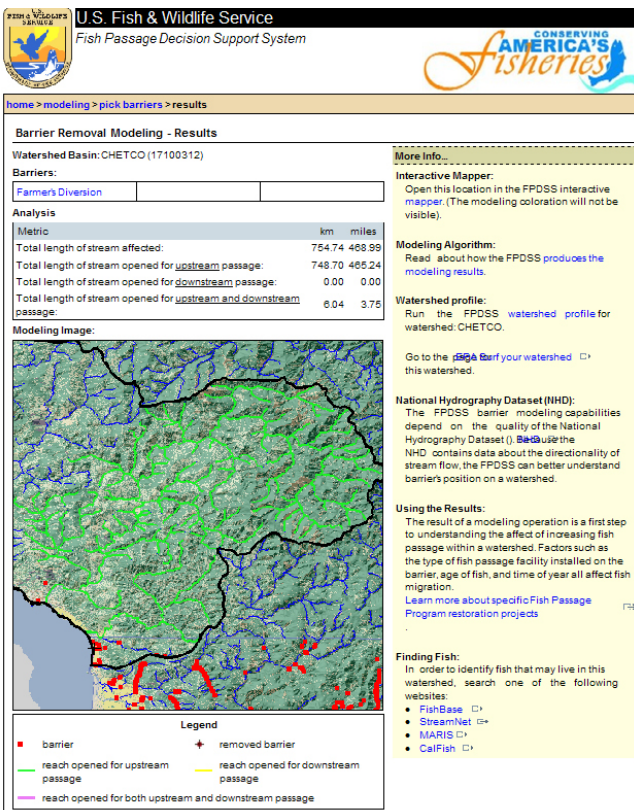 FISH & WILDLIFE
SERVICE
U.S. Fish & Wildlife Service
Fish Passage Decision Support System
CONSERVING
AMERICA'S
Fisheries
home > modeling > pick barriers > results
Barrier Removal Modeling - Results
Watershed Basin: CHETCO (17100312)
Barriers:
Farmer's Diversion
Analysis
Metric km miles
Total length of stream affected: 754.74 468.99
Total length of stream opened for upstream passage: 748.70 465.24
Total length of stream opened for downstream passage: 0.00 0.00
Total length of stream opened for upstream and downstream
passage: 6.04 3.75
Modeling Image:
Legend
barrier removed barrier
reach opened for upstream
passage
reach opened for downstream
passage
reach opened for both upstream and downstream passage
More Info...
Interactive Mapper:
Open this location in the FPDSS interactive
mapper. (The modeling coloration will not be
visible).
Modeling Algorithm:
Read about how the FPDSS produces the
modeling results.
Watershed profile:
Run the FPDSS watershed profile for
watershed: CHETCO.
Go to the surf your watershed
this watershed.
National Hydrography Dataset (NHD):
The FPDSS barrier modeling capabilities
depend on the quality of the National
Hydrography Dataset (). the
NHD contains data about the directionality of
stream flow, the FPDSS can better understand
barrier's position on a watershed.
Using the Results:
The result of a modeling operation is a first step
to understanding the affect of increasing fish
passage within a watershed. Factors such as
the type of fish passage facility installed on the
barrier, age of fish, and time of year all affect fish
migration.
Learn more about specific Fish Passage
Program restoration projects
Finding Fish:
In order to identify fish that may live in this
watershed, search one of the following
websites:
FishBase
StreamNet
MARIS
CalFish